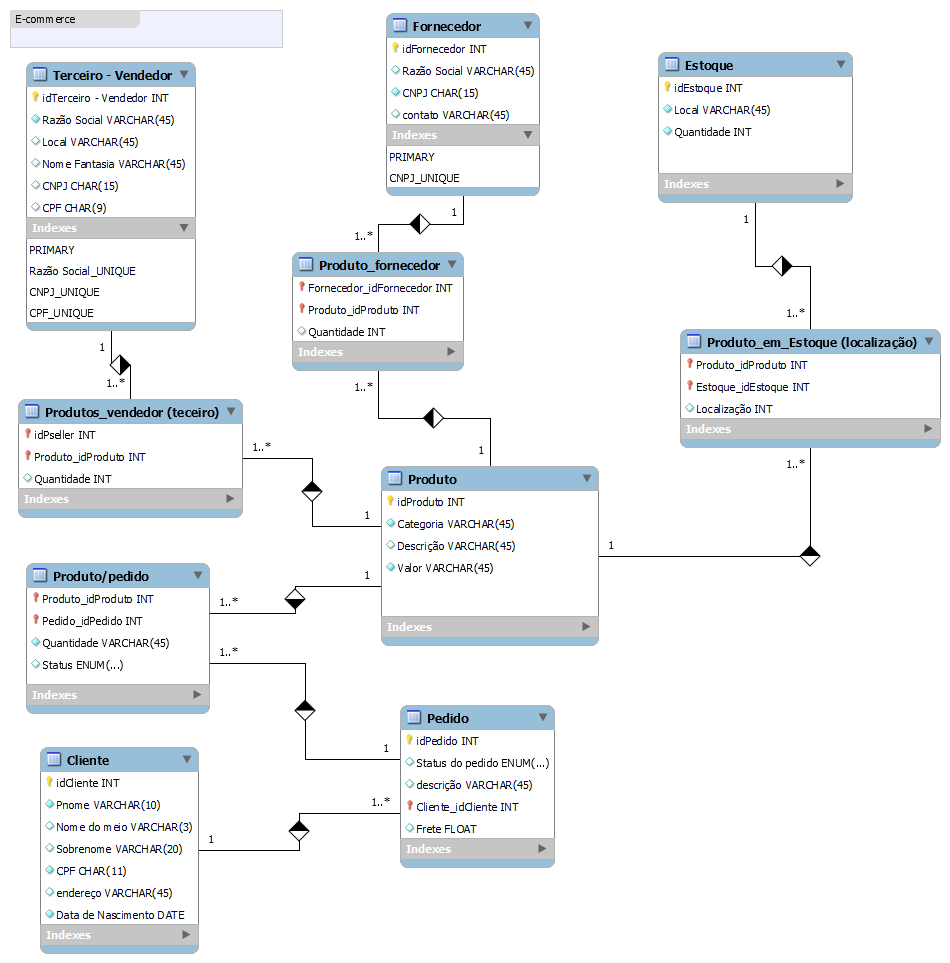 E-commerce
Terceiro - Vendedor
idTerceiro - Vendedor INT
Razão Social VARCHAR(45)
Local VARCHAR(45)
Nome Fantasia VARCHAR(45)
CNPJ CHAR(15)
CPF CHAR(9)
Indexes
PRIMARY
Razão Social_UNIQUE
CNPJ_UNIQUE
CPF_UNIQUE
1
1..*
Fornecedor
idFornecedor INT
Razão Social VARCHAR(45)
CNPJ CHAR(15)
contato VARCHAR(45)
Indexes
PRIMARY
CNPJ_UNIQUE
1
1..*
Estoque
idEstoque INT
Local VARCHAR(45)
Quantidade INT
Indexes
1
1..*
Produto_fornecedor
Fornecedor_idFornecedor INT
Produto_idProduto INT
Quantidade INT
Indexes
1..*
1
Produto_em_Estoque (localização)
Produto_idProduto INT
Estoque_idEstoque INT
Localização INT
Indexes
1..*
1
Produtos_vendedor (teceiro)
idPseller INT
Produto_idProduto INT
Quantidade INT
Indexes
1..*
1
Produto
idProduto INT
Categoria VARCHAR(45)
Descrição VARCHAR(45)
Valor VARCHAR(45)
Indexes
Produto/pedido
Produto_idProduto INT
Pedido_idPedido INT
Quantidade VARCHAR(45)
Status ENUM(...)
Indexes
1
1..*
1..*
1
Pedido
idPedido INT
Status do pedido ENUM(...)
descrição VARCHAR(45)
Cliente_idCliente INT
Frete FLOAT
Indexes
1..*
1
Cliente
idCliente INT
Pnome VARCHAR(10)
Nome do meio VARCHAR(3)
Sobrenome VARCHAR(20)
CPF CHAR(11)
endereço VARCHAR(45)
Data de Nascimento DATE
Indexes